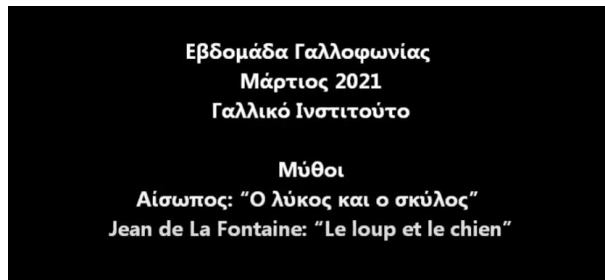 Εβδομάδα Γαλλοφωνίας
Μάρτιος 2021
Γαλλικό Ινστιτούτο
Μύθοι
Αίσωπος: “Ο λύκος και ο σκύλος”
Jean de La Fontaine: “Le loup et le chien”